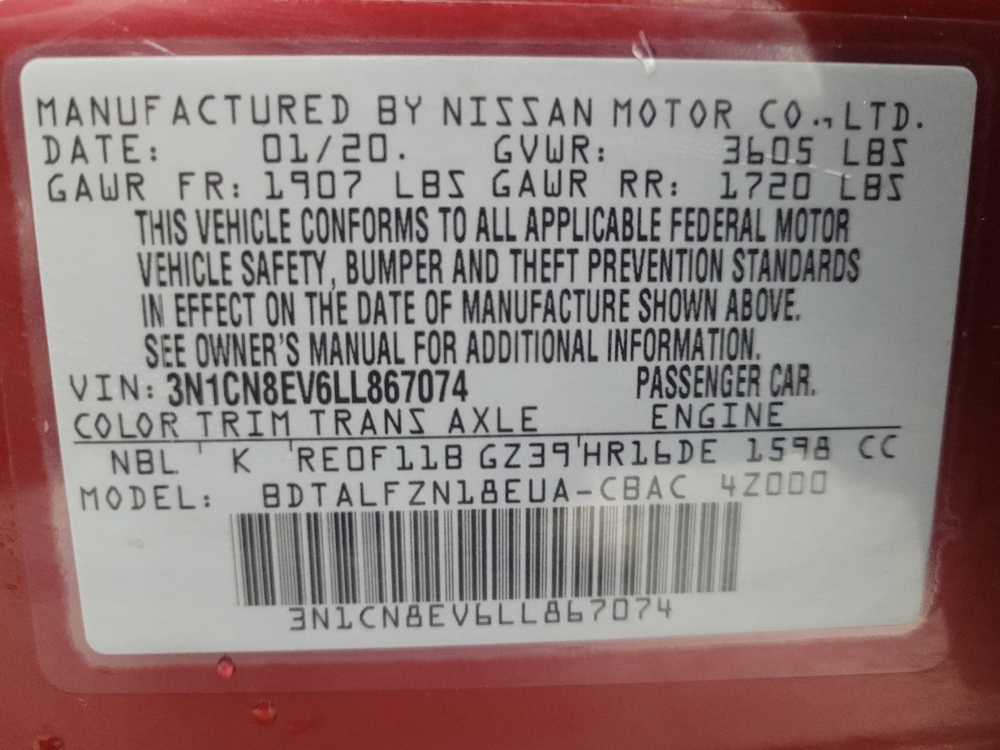 MANUFACTURED BY NISSAN MOTOR CO., LTD.
DATE: 01/20. GVWR: 3605 LBS
GAWR FR: 1907 LBS GAWR RR: 1720 LBS
THIS VEHICLE CONFORMS TO ALL APPLICABLE FEDERAL MOTOR
VEHICLE SAFETY, BUMPER AND THEFT PREVENTION STANDARDS
IN EFFECT ON THE DATE OF MANUFACTURE SHOWN ABOVE.
SEE OWNER'S MANUAL FOR ADDITIONAL INFORMATION.
VIN: 3N1CN8EV6LL867074 PASSENGER CAR.
COLOR TRIM TRANS AXLE ENGINE
NBL K RE0F11B GZ39 HR16DE 1598 CC
MODEL: BDTALFZN18EUA-CBAC 4Z000
3N1CN8EV6LL867074